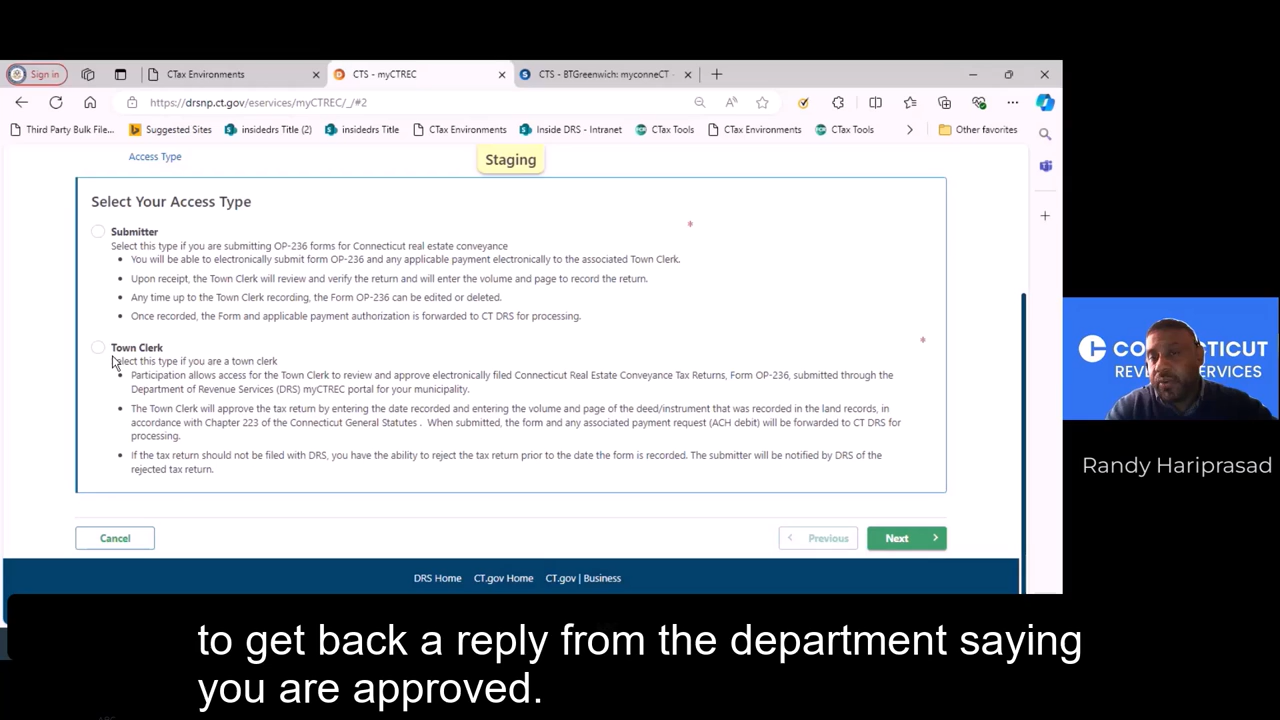 Sign in
CTax Environments
CTS - myCTREC
CTS - BTGreenwich: myconneCT -
https://drsnp.ct.gov/eservices/myCTREC/_/#2
Third Party Bulk File...
Suggested Sites
insidedrs Title (2)
insidedrs Title
CTax Environments
Inside DRS - Intranet
CTax Tools
CTax Environments
CTax Tools
Other favorites
Access Type
Staging
Select Your Access Type
Submitter
Select this type if you are submitting OP-236 forms for Connecticut real estate conveyance
• You will be able to electronically submit form OP-236 and any applicable payment electronically to the associated Town Clerk.
• Upon receipt, the Town Clerk will review and verify the return and will enter the volume and page to record the return.
• Any time up to the Town Clerk recording, the Form OP-236 can be edited or deleted.
• Once recorded, the Form and applicable payment authorization is forwarded to CT DRS for processing.
Town Clerk
Select this type if you are a town clerk
• Participation allows access for the Town Clerk to review and approve electronically filed Connecticut Real Estate Conveyance Tax Returns, Form OP-236, submitted through the
Department of Revenue Services (DRS) myCTREC portal for your municipality.
• The Town Clerk will approve the tax return by entering the date recorded and entering the volume and page of the deed/instrument that was recorded in the land records, in
accordance with Chapter 223 of the Connecticut General Statutes . When submitted, the form and any associated payment request (ACH debit) will be forwarded to CT DRS for
processing.
• If the tax return should not be filed with DRS, you have the ability to reject the tax return prior to the date the form is recorded. The submitter will be notified by DRS of the
rejected tax return.
Cancel
Previous
Next
DRS Home CT.gov Home CT.gov | Business
Randy Hariprasad
to get back a reply from the department saying
you are approved.